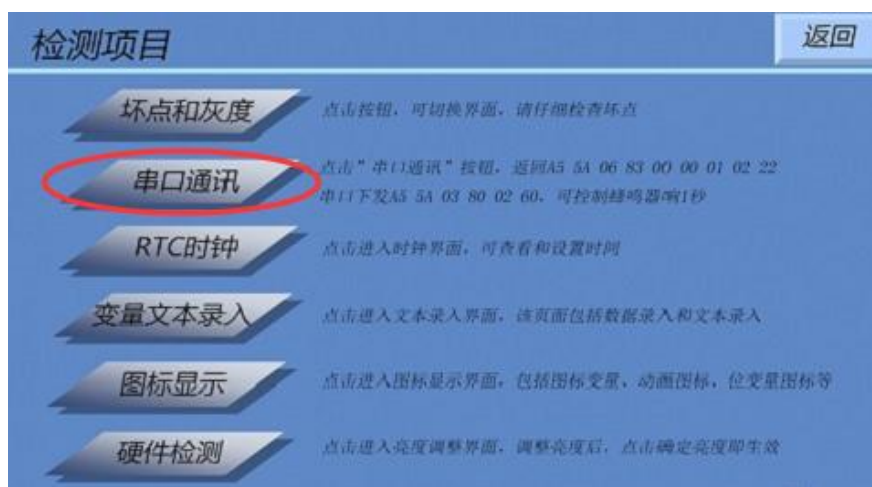 检测项目
返回
坏点和灰度
点击按钮，可切换界面，请仔细检查坏点
串口通讯
点击"串口通讯"按钮，返回A5 5A 06 83 00 00 01 02 22
串口下发A5 5A 03 80 02 60，可控制蜂鸣器响1秒
RTC时钟
点击进入时钟界面，可查看和设置时间
变量文本录入
点击进入文本录入界面，该页面包括数据录入和文本录入
图标显示
点击进入图标显示界面，包括图标变量，动画图标，位变量图标等
硬件检测
点击进入亮度调整界面，调整亮度后，点击确定亮度即生效